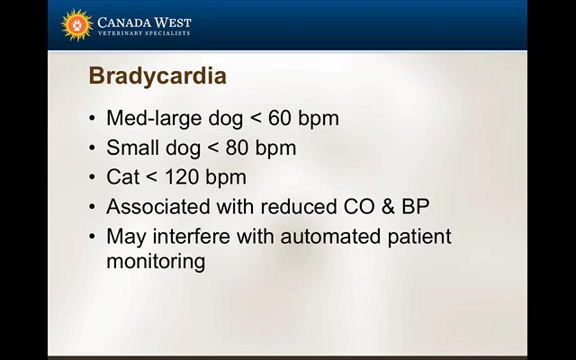 CANADA WEST
VETERINARY SPECIALISTS
Bradycardia
• Med-large dog < 60 bpm
• Small dog < 80 bpm
• Cat < 120 bpm
• Associated with reduced CO & BP
• May interfere with automated patient
monitoring